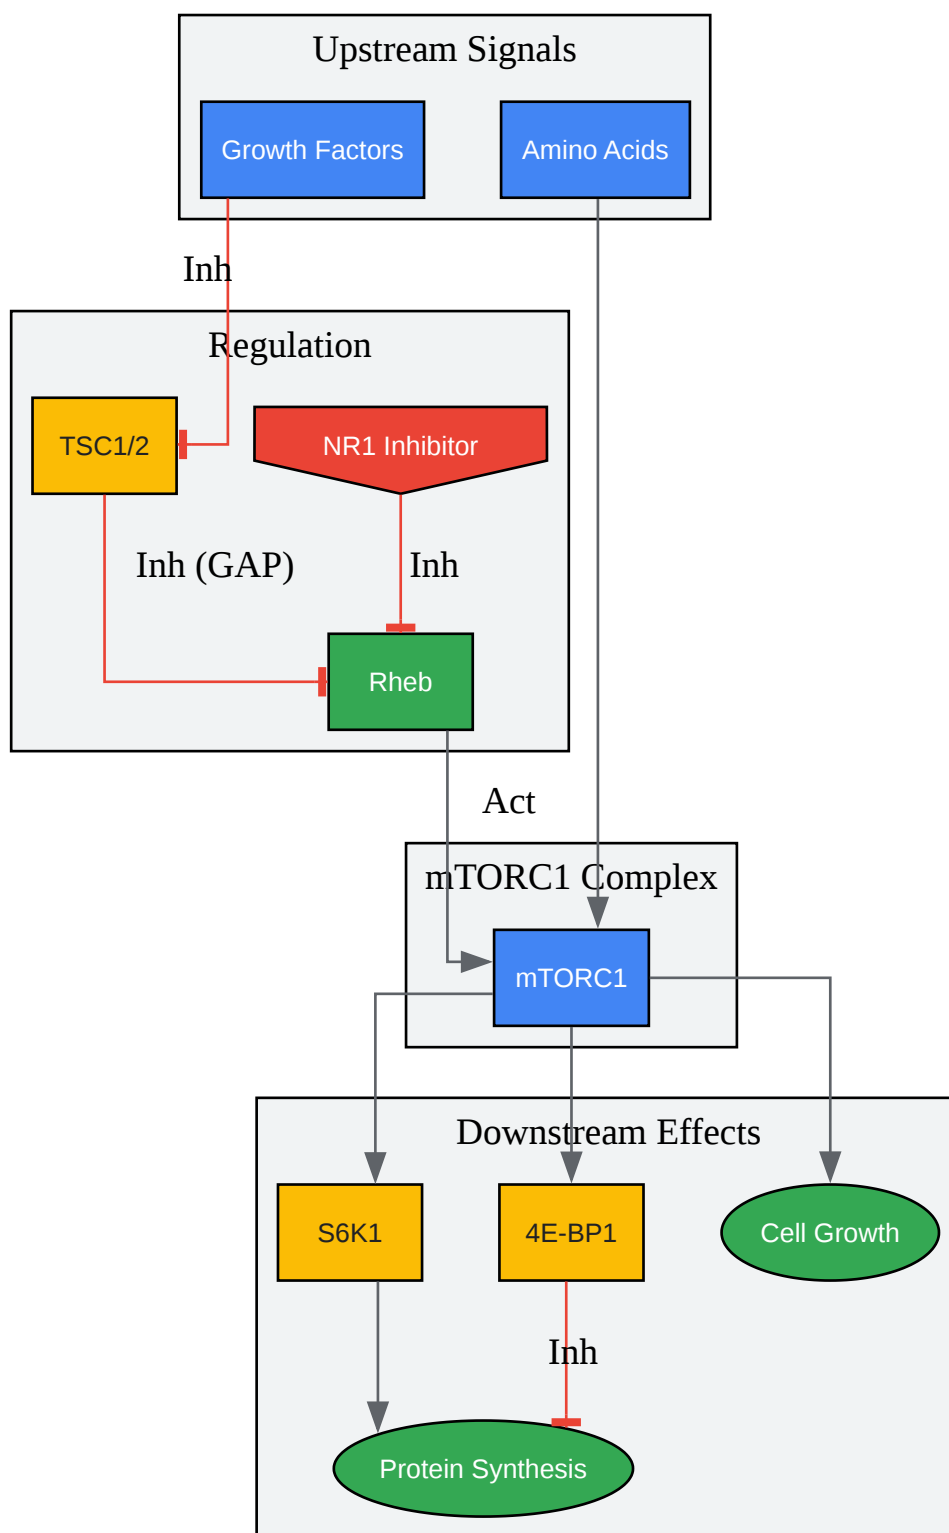 Upstream Signals
Growth Factors
Amino Acids
Inh
Regulation
TSC1/2
NR1 Inhibitor
Inh (GAP)
Inh
Rheb
Act
mTORC1 Complex
mTORC1
Downstream Effects
S6K1
4E-BP1
Cell Growth
Inh
Protein Synthesis